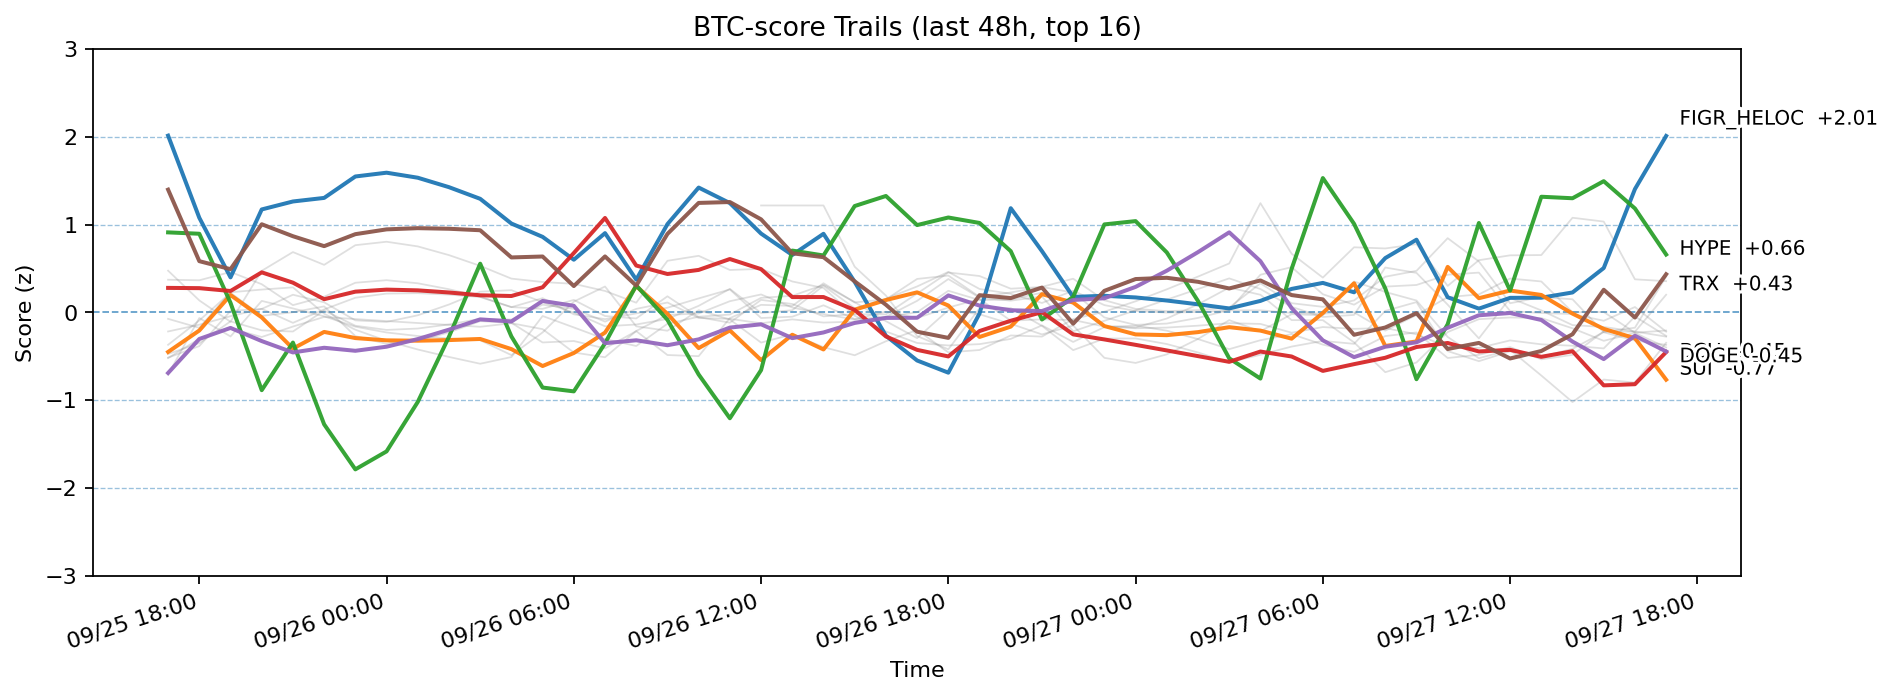 BTC-score Trails (last 48h, top 16)
Score (z)
3
2
1
0
−1
−2
−3
FIGR_HELOC +2.01
HYPE +0.66
TRX +0.43
DOGE -0.45
SUI -0.77
09/25 18:00
09/26 00:00
09/26 06:00
09/26 12:00
09/26 18:00
09/27 00:00
09/27 06:00
09/27 12:00
09/27 18:00
Time